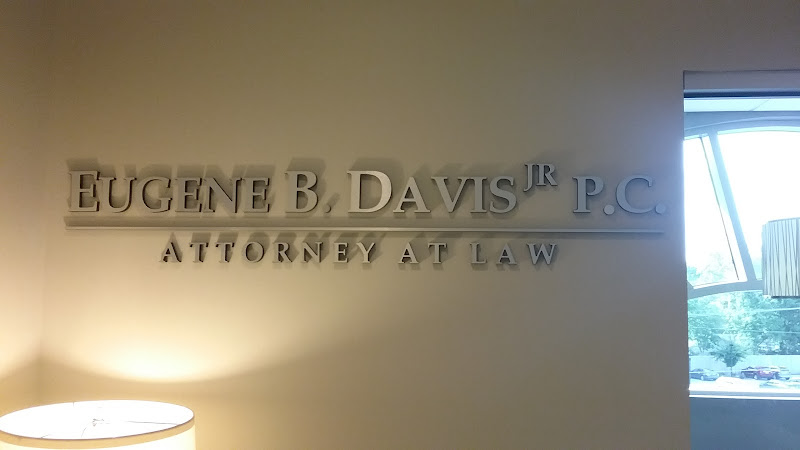 EUGENE B. DAVIS JR P.C.
ATTORNEY AT LAW